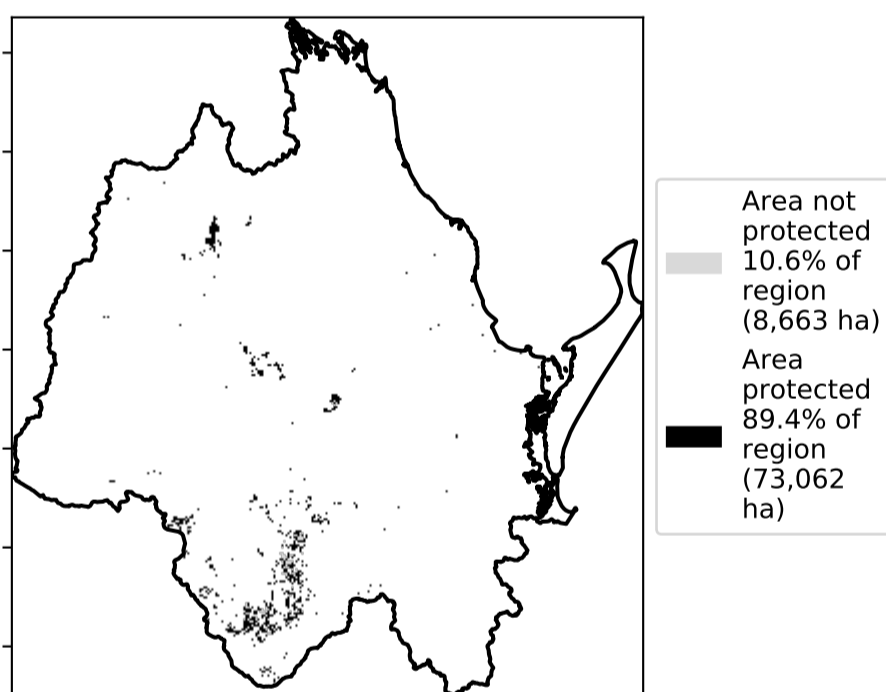 Area not
protected
10.6% of
region
(8,663 ha)
Area
protected
89.4% of
region
(73,062
ha)